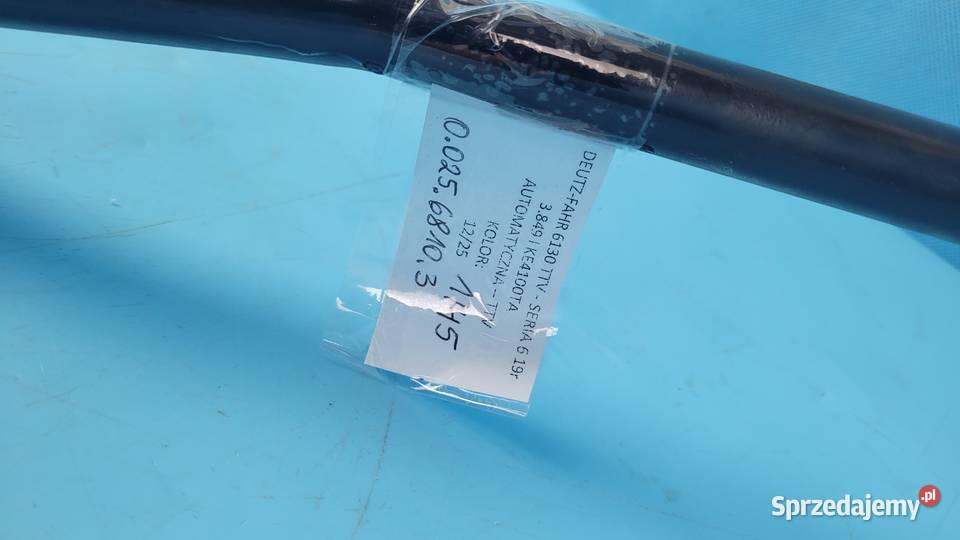 DEUTZ-FAHR 6130 TTV - SERIA 6 19r
3.849 l KE4100TA
AUTOMATYCZNA - TTV
KOLOR:
12/25
0.025.6810.3
Sprzedajemy.pl